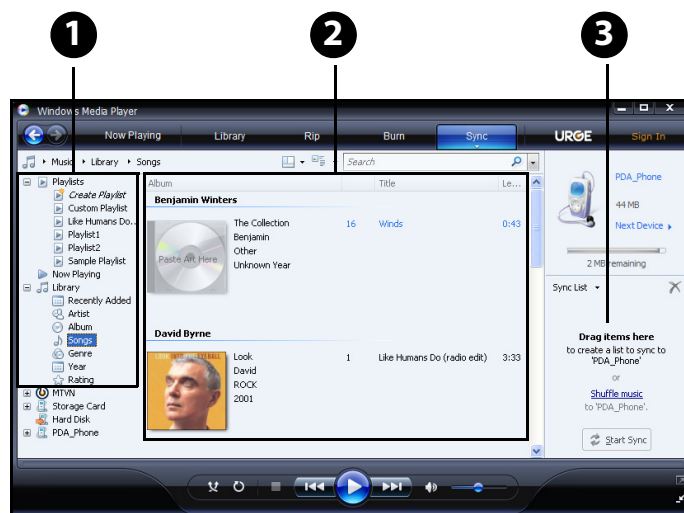 1 2 3
Windows Media Player
Now Playing Library Rip Burn Sync URGE Sign In
Music Library Songs Search
Playlists
Create Playlist
Custom Playlist
Like Humans Do...
Playlist1
Playlist2
Sample Playlist
Now Playing
Library
Recently Added
Artist
Album
Songs
Genre
Year
Rating
MTVN
Storage Card
Hard Disk
PDA_Phone
Album Title Le...
Benjamin Winters
Paste Art Here
The Collection 16 Winds 0:43
Benjamin
Other
Unknown Year
David Byrne
Look 1 Like Humans Do (radio edit) 3:33
David
ROCK
2001
PDA_Phone
44 MB
Next Device
2 MB remaining
Sync List
Drag items here
to create a list to sync to
'PDA_Phone'
or
Shuffle music
to 'PDA_Phone'.
Start Sync